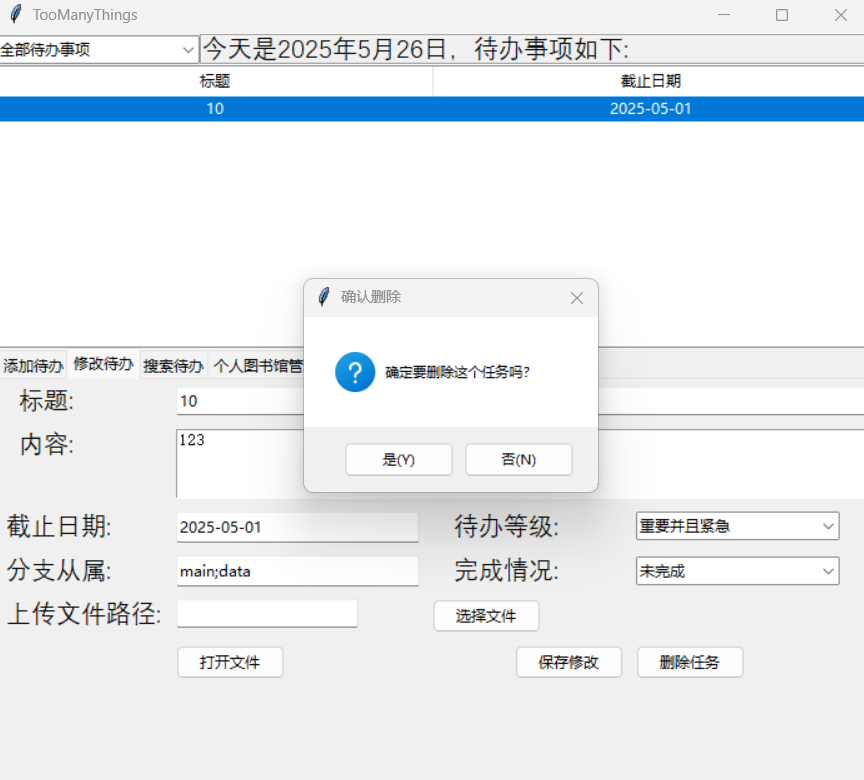 TooManyThings
全部待办事项 今天是2025年5月26日，待办事项如下:
标题 截止日期
10 2025-05-01
添加待办 修改待办 搜索待办 个人图书馆管
标题: 10
内容: 123
确认删除
确定要删除这个任务吗?
是(Y) 否(N)
截止日期: 2025-05-01 待办等级: 重要并且紧急
分支从属: main;data 完成情况: 未完成
上传文件路径: 选择文件
打开文件 保存修改 删除任务